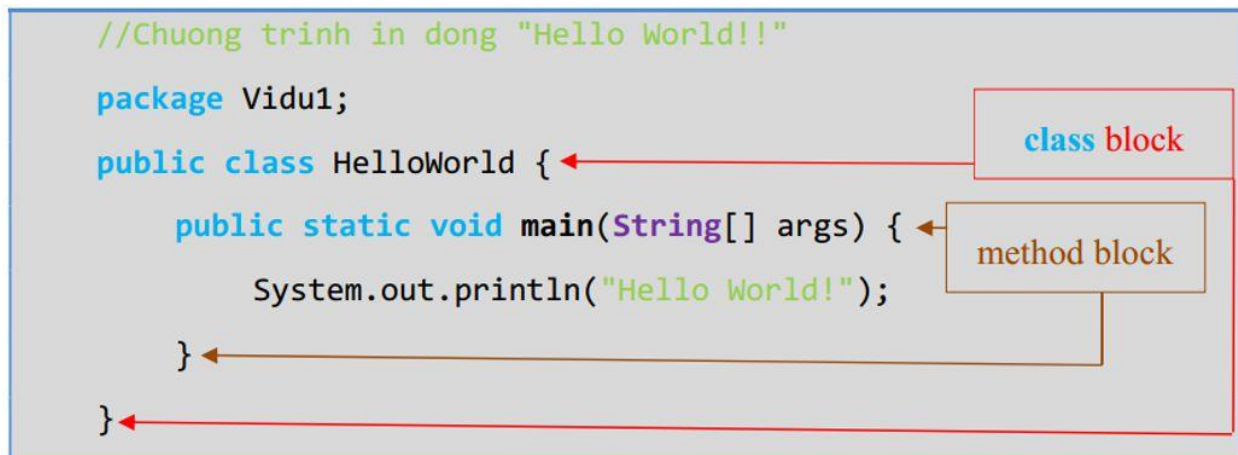 //Chuong trinh in dong "Hello World!!"
package Vidu1;
public class HelloWorld {
class block
public static void main(String[] args) {
method block
System.out.println("Hello World!");
}
}